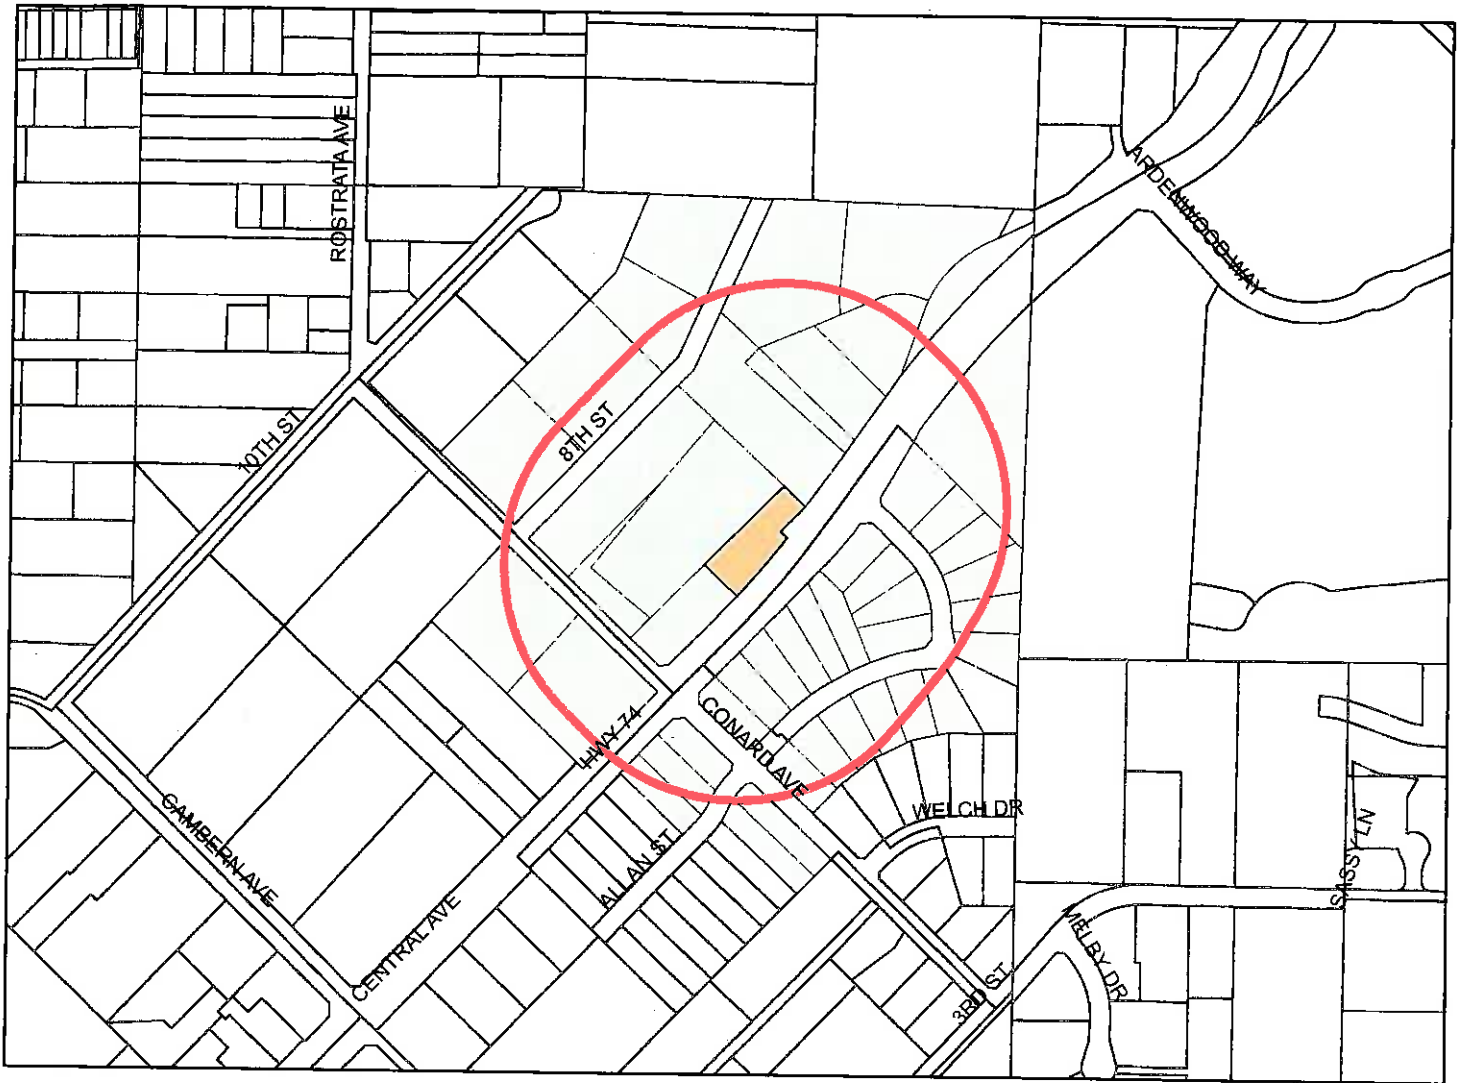 ROSTRATA AVE
ARDENWOOD WAY
10TH ST
8TH ST
HWY 74
CONARD AVE
WELCH DR
CAMBERN AVE
ALLAN ST
CENTRAL AVE
SASSY LN
MELBY DR
3RD ST